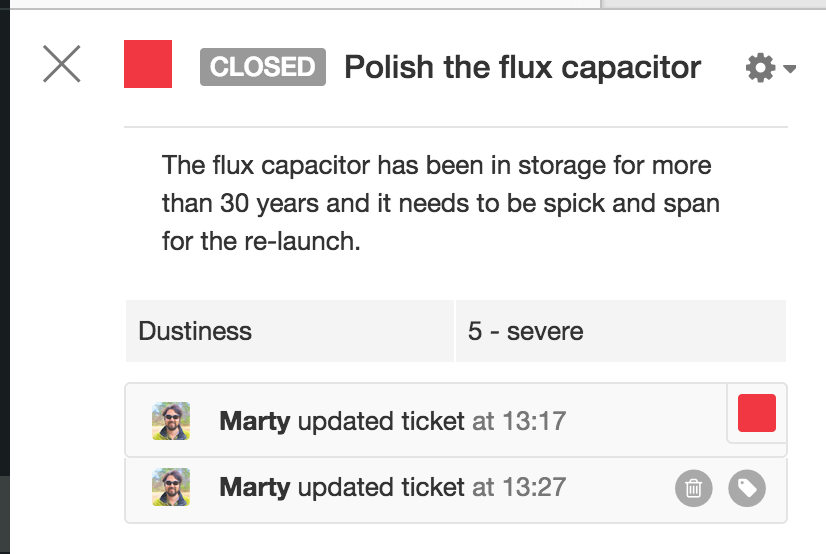 CLOSED Polish the flux capacitor
The flux capacitor has been in storage for more
than 30 years and it needs to be spick and span
for the re-launch.
Dustiness 5 - severe
Marty updated ticket at 13:17
Marty updated ticket at 13:27